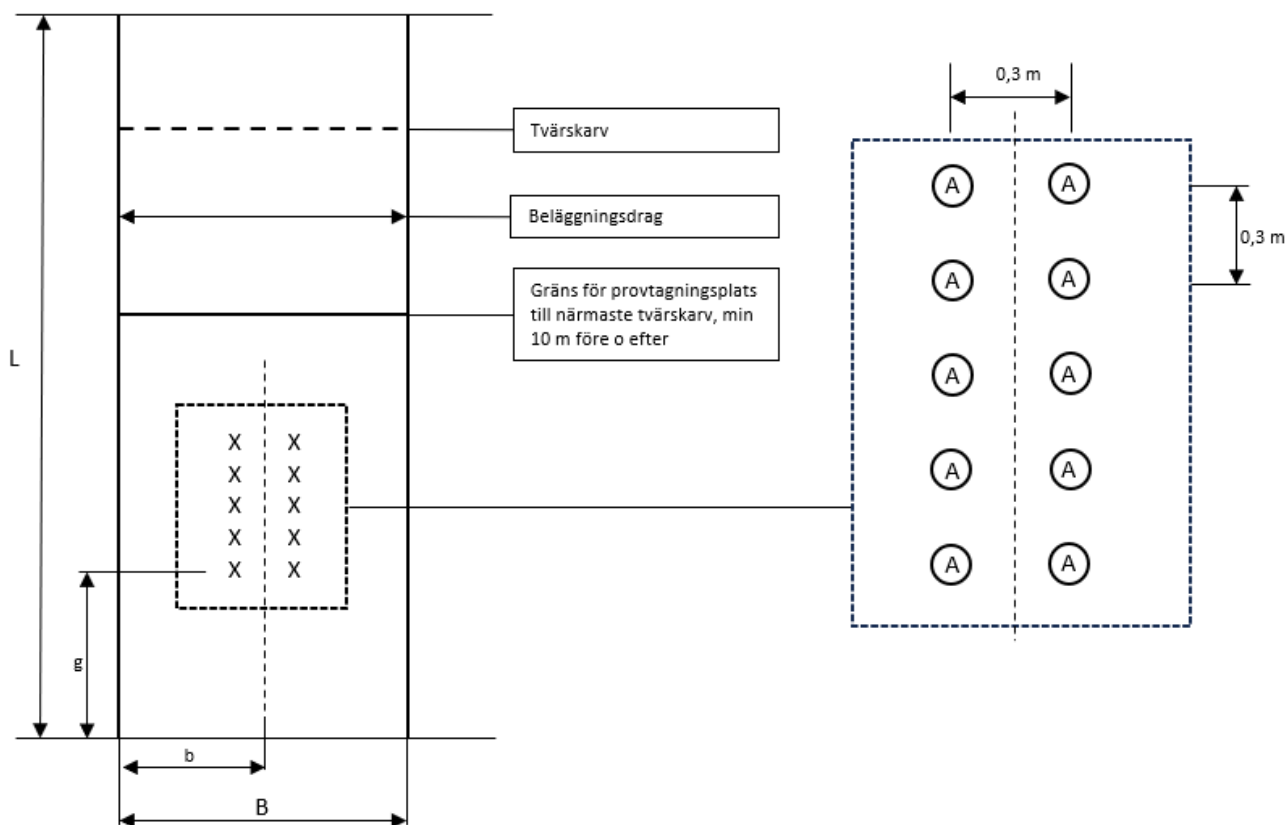 0,3 m
Tvärskarv
A A
Beläggningsdrag
0,3 m
A A
Gräns för provtagningsplats
till närmaste tvärskarv, min
10 m före o efter
L
A A
X X
X X
A A
X X
X X
A A
X X
g
b
B